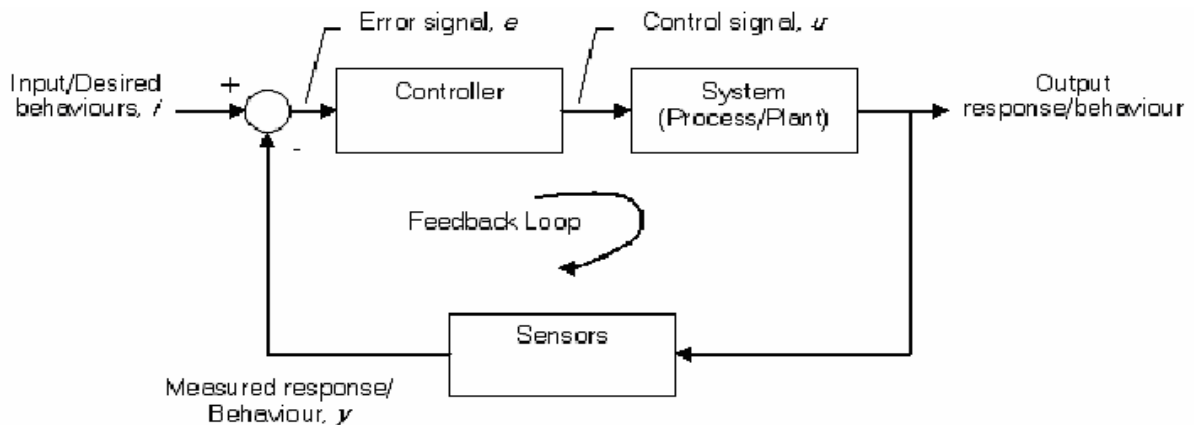 Error signal, e
Control signal, u
Input/Desired
behaviours, i
+
-
Controller
System
(Process/Plant)
Output
response/behaviour
Feedback Loop
Sensors
Measured response/
Behaviour, y